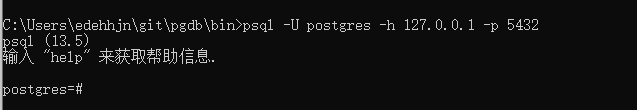 C:\Users\edehhjn\git\pgdb\bin>psql -U postgres -h 127.0.0.1 -p 5432
psql (13.5)
输入 "help" 来获取帮助信息.
postgres=#